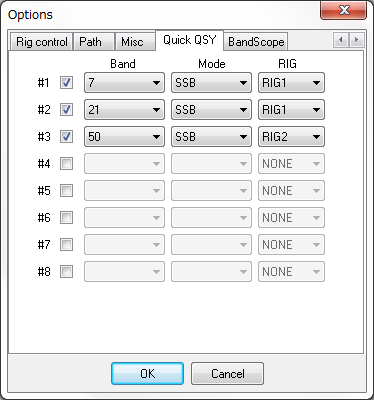 Options
Rig control Path Misc Quick QSY BandScope
Band Mode RIG
#1 7 SSB RIG1
#2 21 SSB RIG1
#3 50 SSB RIG2
#4 NONE
#5 NONE
#6 NONE
#7 NONE
#8 NONE
OK Cancel